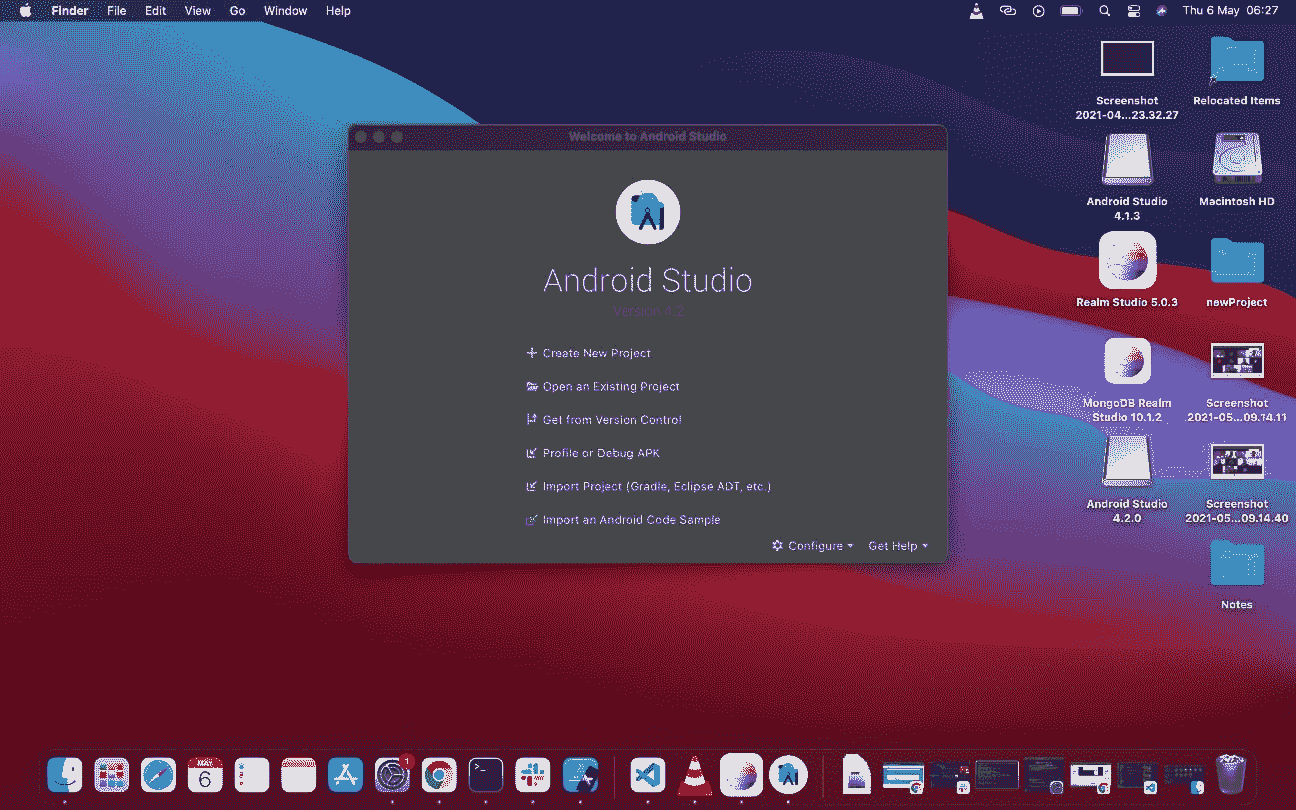 Finder File Edit View Go Window Help
Thu 6 May 06:27
Screenshot
2021-04...23.32.27
Relocated Items
Android Studio
4.1.3
Macintosh HD
Realm Studio 5.0.3
newProject
MongoDB Realm
Studio 10.1.2
Screenshot
2021-05...09.14.11
Android Studio
4.2.0
Screenshot
2021-05...09.14.40
Notes
Welcome to Android Studio
Android Studio
Version 4.2
Create New Project
Open an Existing Project
Get from Version Control
Profile or Debug APK
Import Project (Gradle, Eclipse ADT, etc.)
Import an Android Code Sample
Configure
Get Help
MAY
6
1